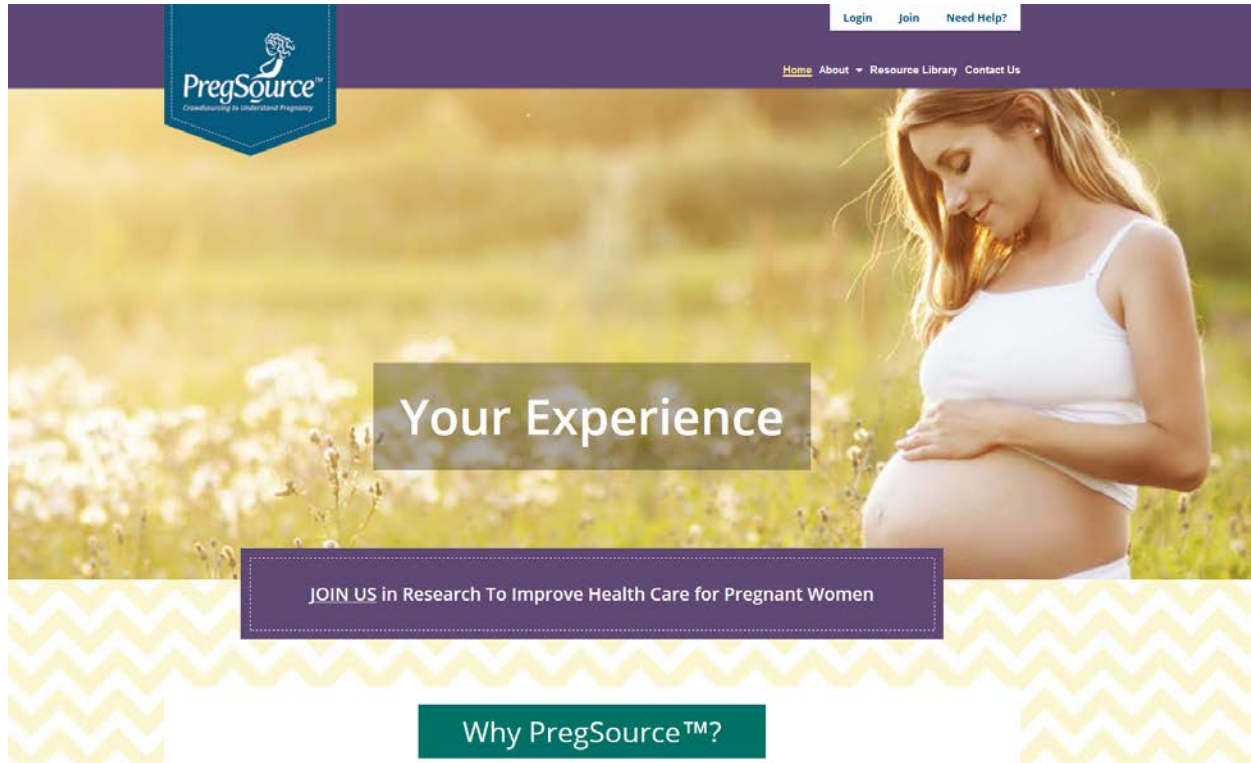 Login Join Need Help?
PregSource™
Crowdsourcing to Understand Pregnancy
Home About Resource Library Contact Us
Your Experience
JOIN US in Research To Improve Health Care for Pregnant Women
Why PregSource™?